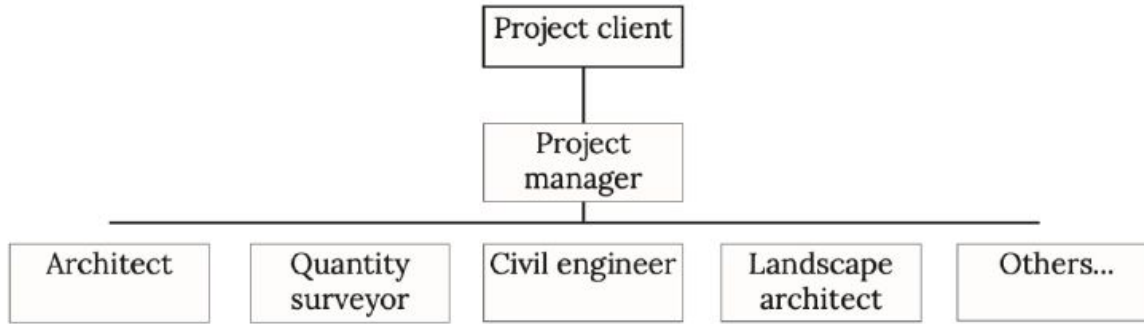 Project client
Project
manager
Architect
Quantity
surveyor
Civil engineer
Landscape
architect
Others...